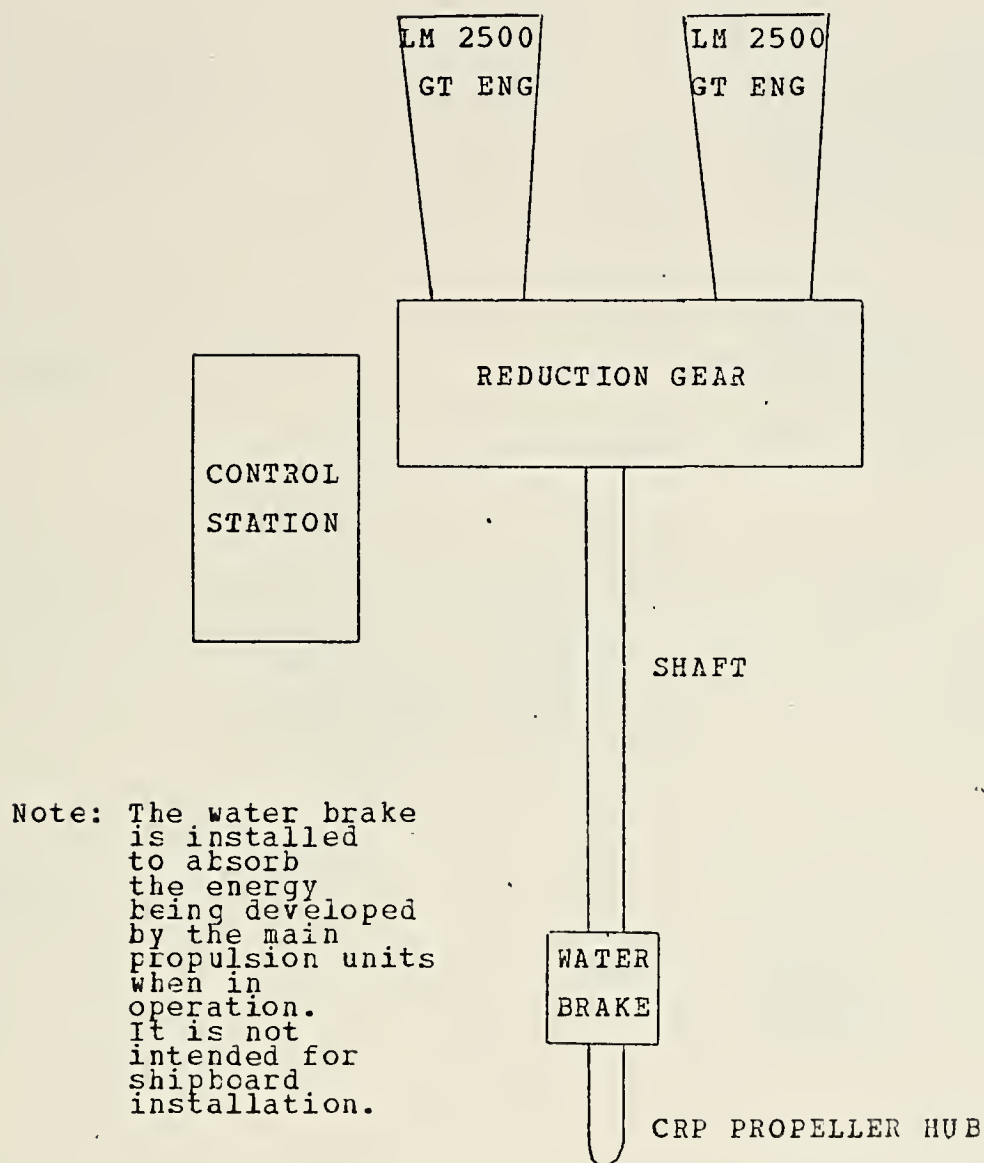 LM 2500
GT ENG
LM 2500
GT ENG
REDUCTION GEAR
CONTROL
STATION
SHAFT
Note: The water brake
is installed
to absorb
the energy
being developed
by the main
propulsion units
when in
operation.
It is not
intended for
shipboard
installation.
WATER
BRAKE
CRP PROPELLER HUB